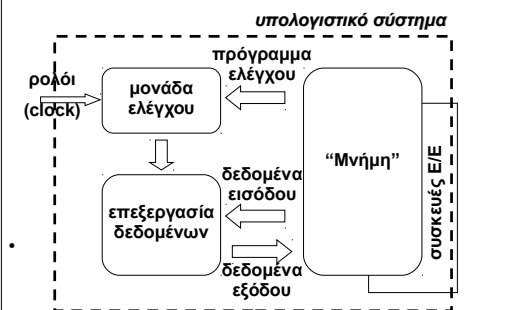 υπολογιστικό σύστημα
ρολόι
(clock)
μονάδα
ελέγχου
πρόγραμμα
ελέγχου
“Μνήμη”
συσκευές Ε/Ε
επεξεργασία
δεδομένων
δεδομένα
εισόδου
δεδομένα
εξόδου